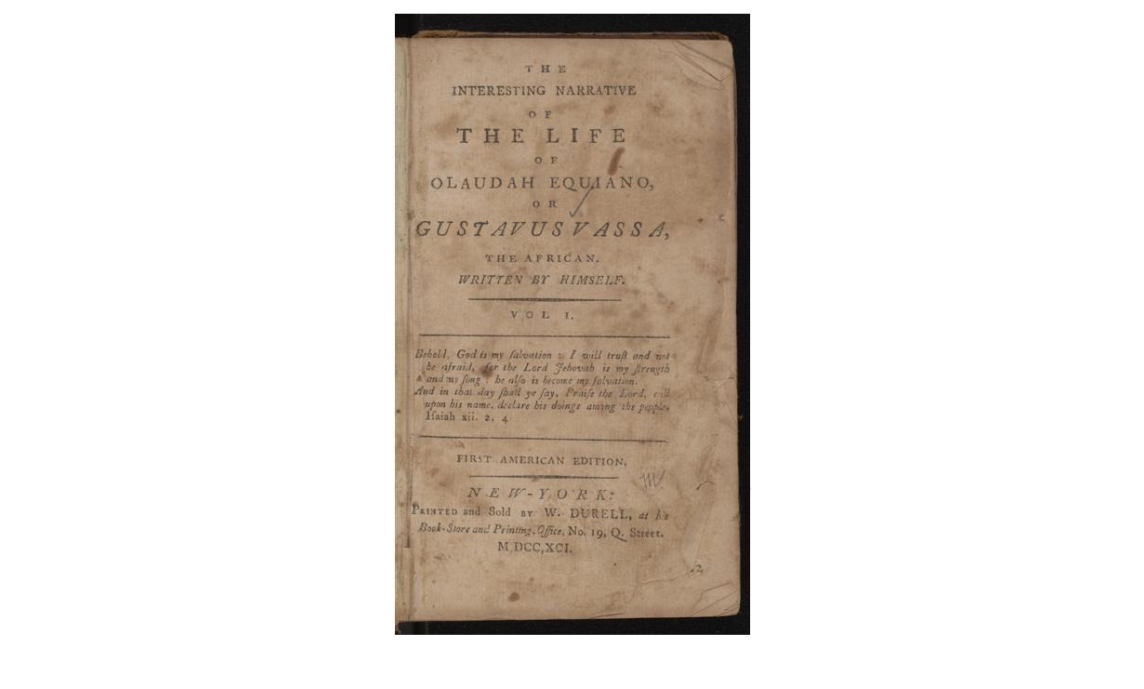 THE
INTERESTING NARRATIVE
OF
THE LIFE
OF
OLAUDAH EQUIANO,
OR
GUSTAVUS VASSA,
THE AFRICAN.
WRITTEN BY HIMSELF.
VOL I.
Behold, God is my ſalvation; I will truſt and not
be afraid, for the Lord Jehovah is my ſtrength
and my ſong; he alſo is become my ſalvation.
And in that day ſhall ye ſay, Praiſe the Lord, call
upon his name, declare his doings among the people.
Iſaiah xii. 2. 4
FIRST AMERICAN EDITION.
NEW-YORK:
PRINTED and Sold BY W. DURELL, at his
Book-Store and Printing-Office, No. 19, Q. Street.
M,DCC,XCI.